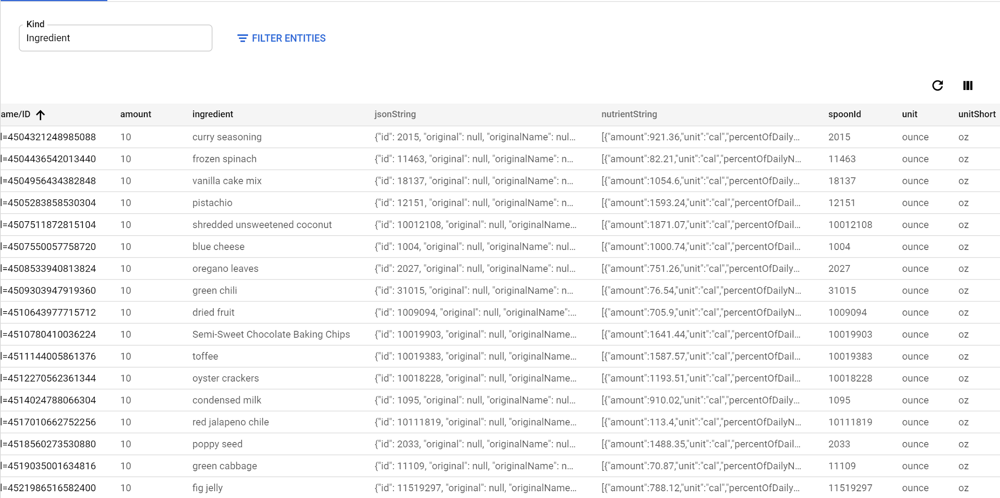 Kind
Ingredient
FILTER ENTITIES
ame/ID amount ingredient jsonString nutrientString spoonId unit unitShort
l=4504321248985088 10 curry seasoning {"id": 2015, "original": null, "originalName": nul... [{"amount":921.36,"unit":"cal","percentOfDaily... 2015 ounce oz
l=4504436542013440 10 frozen spinach {"id": 11463, "original": null, "originalName": n... [{"amount":82.21,"unit":"cal","percentOfDailyN... 11463 ounce oz
l=4504956434382848 10 vanilla cake mix {"id": 18137, "original": null, "originalName": n... [{"amount":1054.6,"unit":"cal","percentOfDaily... 18137 ounce oz
l=4505283858530304 10 pistachio {"id": 12151, "original": null, "originalName": n... [{"amount":1593.24,"unit":"cal","percentOfDail... 12151 ounce oz
l=4507511872815104 10 shredded unsweetened coconut {"id": 10012108, "original": null, "originalName... [{"amount":1871.07,"unit":"cal","percentOfDail... 10012108 ounce oz
l=4507550057758720 10 blue cheese {"id": 1004, "original": null, "originalName": nul... [{"amount":1000.74,"unit":"cal","percentOfDail... 1004 ounce oz
l=4508533940813824 10 oregano leaves {"id": 2027, "original": null, "originalName": nul... [{"amount":751.26,"unit":"cal","percentOfDaily... 2027 ounce oz
l=4509303947919360 10 green chili {"id": 31015, "original": null, "originalName": n... [{"amount":76.54,"unit":"cal","percentOfDailyN... 31015 ounce oz
l=4510643977715712 10 dried fruit {"id": 1009094, "original": null, "originalName":... [{"amount":705.9,"unit":"cal","percentOfDailyN... 1009094 ounce oz
l=4510780410036224 10 Semi-Sweet Chocolate Baking Chips {"id": 10019903, "original": null, "originalName... [{"amount":1641.44,"unit":"cal","percentOfDail... 10019903 ounce oz
l=4511144005861376 10 toffee {"id": 10019383, "original": null, "originalName... [{"amount":1587.57,"unit":"cal","percentOfDail... 10019383 ounce oz
l=4512270562361344 10 oyster crackers {"id": 10018228, "original": null, "originalName... [{"amount":1193.51,"unit":"cal","percentOfDail... 10018228 ounce oz
l=4514024788066304 10 condensed milk {"id": 1095, "original": null, "originalName": nul... [{"amount":910.02,"unit":"cal","percentOfDaily... 1095 ounce oz
l=4517010662752256 10 red jalapeno chile {"id": 10111819, "original": null, "originalName... [{"amount":113.4,"unit":"cal","percentOfDailyN... 10111819 ounce oz
l=4518560273530880 10 poppy seed {"id": 2033, "original": null, "originalName": nul... [{"amount":1488.35,"unit":"cal","percentOfDail... 2033 ounce oz
l=4519035001634816 10 green cabbage {"id": 11109, "original": null, "originalName": n... [{"amount":70.87,"unit":"cal","percentOfDailyN... 11109 ounce oz
l=4521986516582400 10 fig jelly {"id": 11519297, "original": null, "originalName... [{"amount":788.12,"unit":"cal","percentOfDaily... 11519297 ounce oz